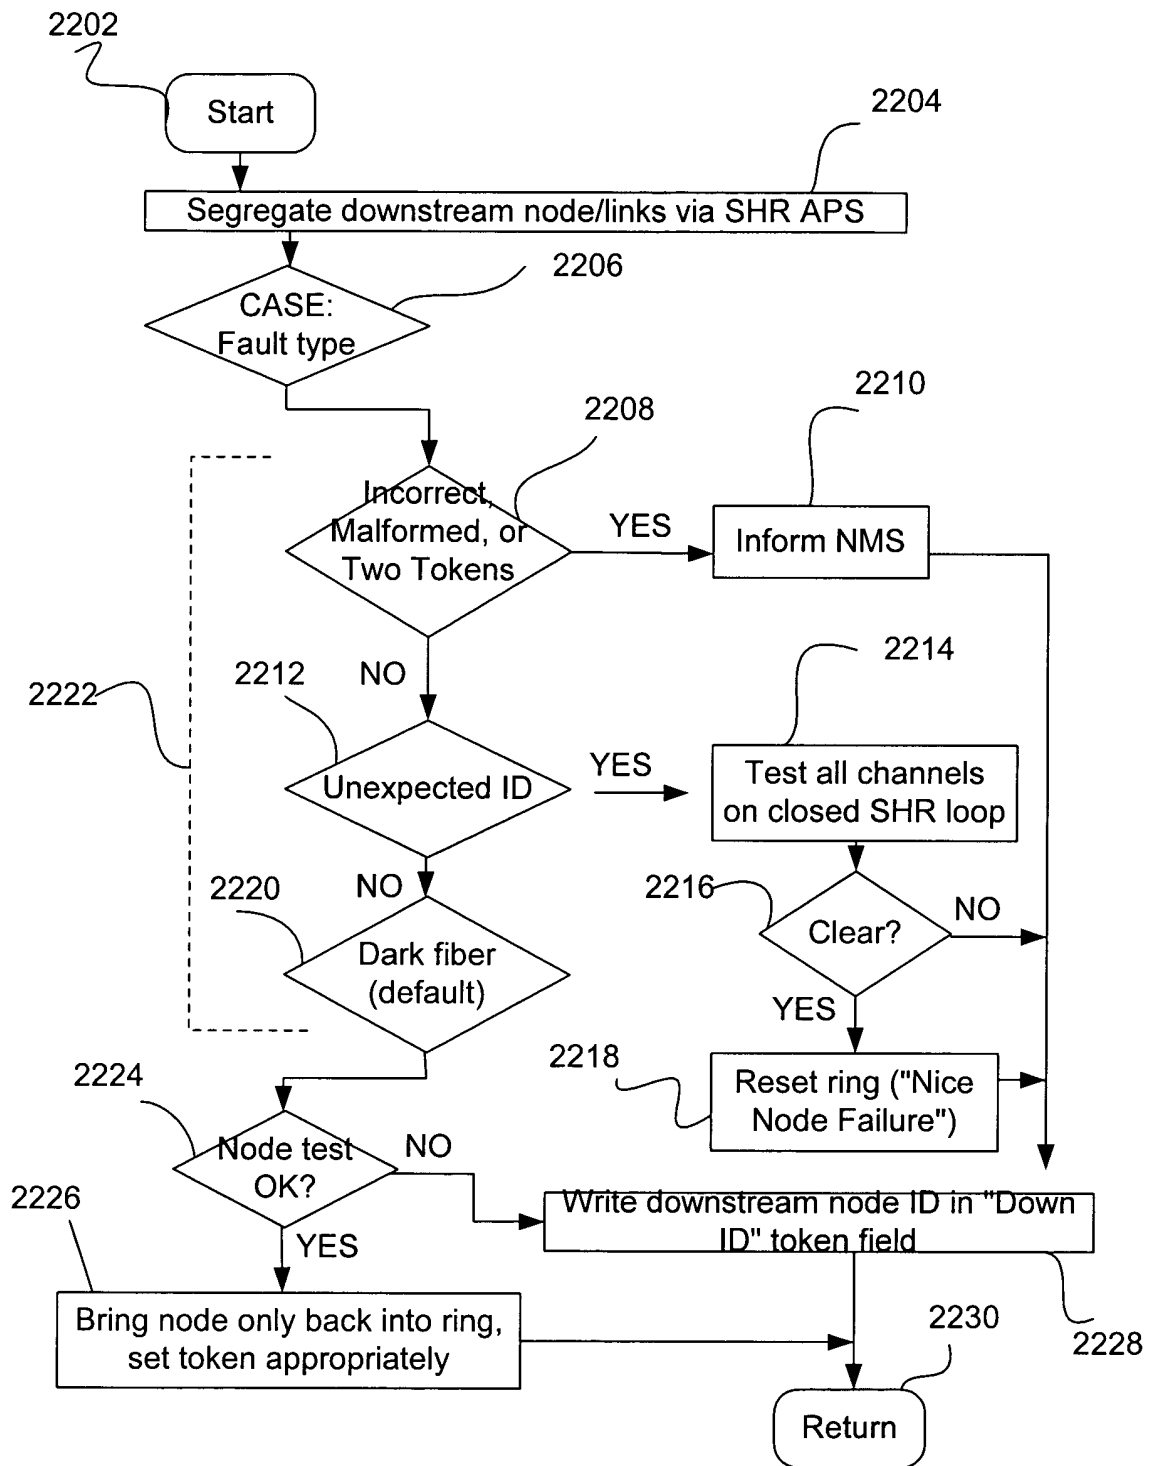 2202
Start
2204
Segregate downstream node/links via SHR APS
2206
CASE:
Fault type
2210
2208
Incorrect,
Malformed, or
Two Tokens
YES
Inform NMS
NO
2214
2212
2222
Unexpected ID
YES
Test all channels
on closed SHR loop
NO
2220
2216
Clear?
NO
Dark fiber
(default)
YES
2224
2218
Reset ring ("Nice
Node Failure")
Node test
OK?
NO
2226
Write downstream node ID in "Down
ID" token field
YES
Bring node only back into ring,
set token appropriately
2230
2228
Return